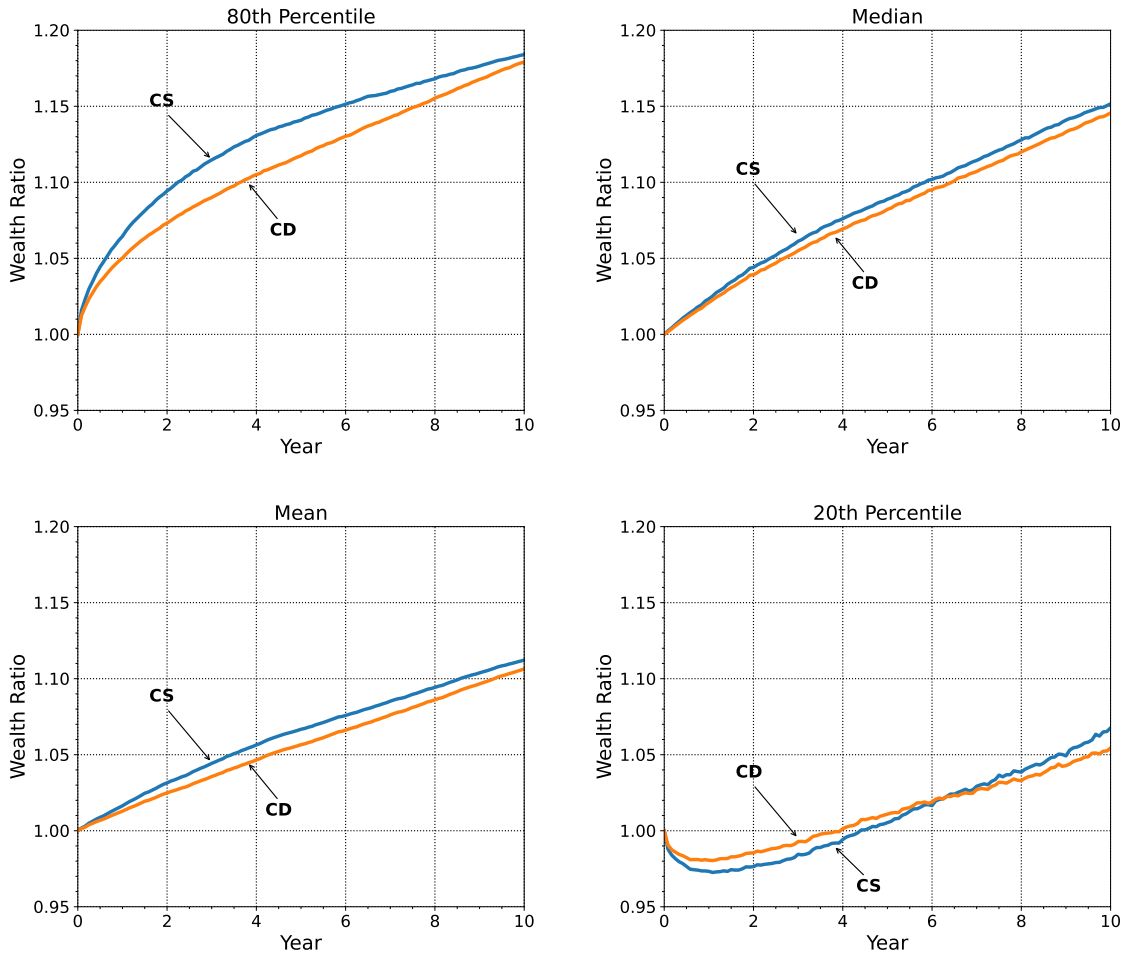 80th Percentile
1.20
1.15
1.10
1.05
1.00
0.95
Wealth Ratio
CS
CD
0 2 4 6 8 10
Year
Median
1.20
1.15
1.10
1.05
1.00
0.95
Wealth Ratio
CS
CD
0 2 4 6 8 10
Year
Mean
1.20
1.15
1.10
1.05
1.00
0.95
Wealth Ratio
CS
CD
0 2 4 6 8 10
Year
20th Percentile
1.20
1.15
1.10
1.05
1.00
0.95
Wealth Ratio
CD
CS
0 2 4 6 8 10
Year